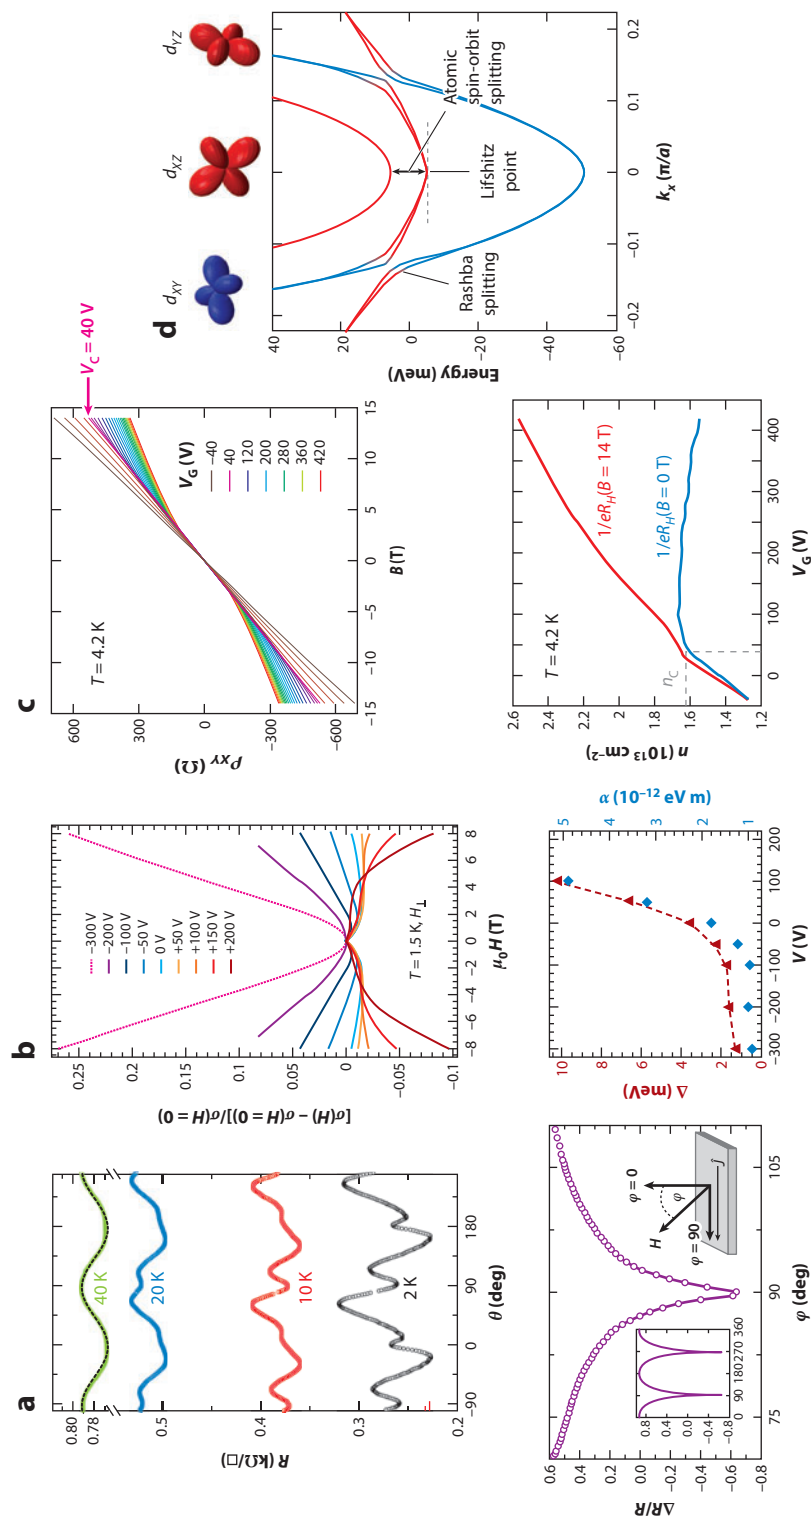 a
R (kΩ/□)
0.80
0.78
0.5
0.4
0.3
0.2
40 K
20 K
10 K
2 K
–90
0
90
180
θ (deg)
ΔR/R
0.6
0.4
0.2
0.0
–0.2
–0.4
–0.6
–0.8
0.8
0.4
0.0
–0.4
0 90 180 270 360
75
90
105
φ (deg)
φ = 0
H
φ
φ = 90
J
b
[σ(H) – σ(H = 0)]/σ(H = 0)
0.25
0.2
0.15
0.1
0.05
0
–0.05
–0.1
–300 V
–200 V
–100 V
–50 V
0 V
+50 V
+100 V
+150 V
+200 V
T = 1.5 K, H⊥
–8 –6 –4 –2 0 2 4 6 8
μ0H (T)
Δ (meV)
10
8
6
4
2
0
α (10–12 eV m)
5
4
3
2
1
–300 –200 –100 0 100 200
V (V)
c
VC = 40 V
ρXY (Ω)
600
300
0
–300
–600
T = 4.2 K
VG (V)
–40
40
120
200
280
360
420
–15 –10 –5 0 5 10 15
B (T)
n (1013 cm–2)
2.6
2.4
2.2
2
1.8
1.6
1.4
1.2
T = 4.2 K
nC
1/eRH(B = 14 T)
1/eRH(B = 0 T)
0 100 200 300 400
VG (V)
d
dXY
dXZ
dYZ
Energy (meV)
40
20
0
–20
–40
–60
Rashba
splitting
Lifshitz
point
Atomic
spin-orbit
splitting
–0.2 –0.1 0 0.1 0.2
kx (π/a)